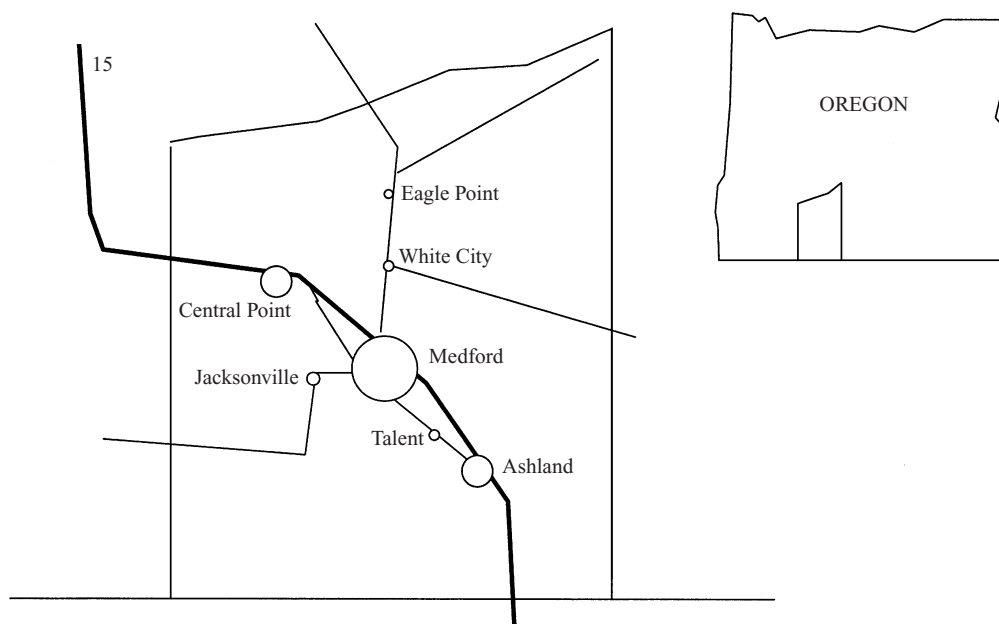 15
OREGON
Eagle Point
White City
Central Point
Medford
Jacksonville
Talent
Ashland